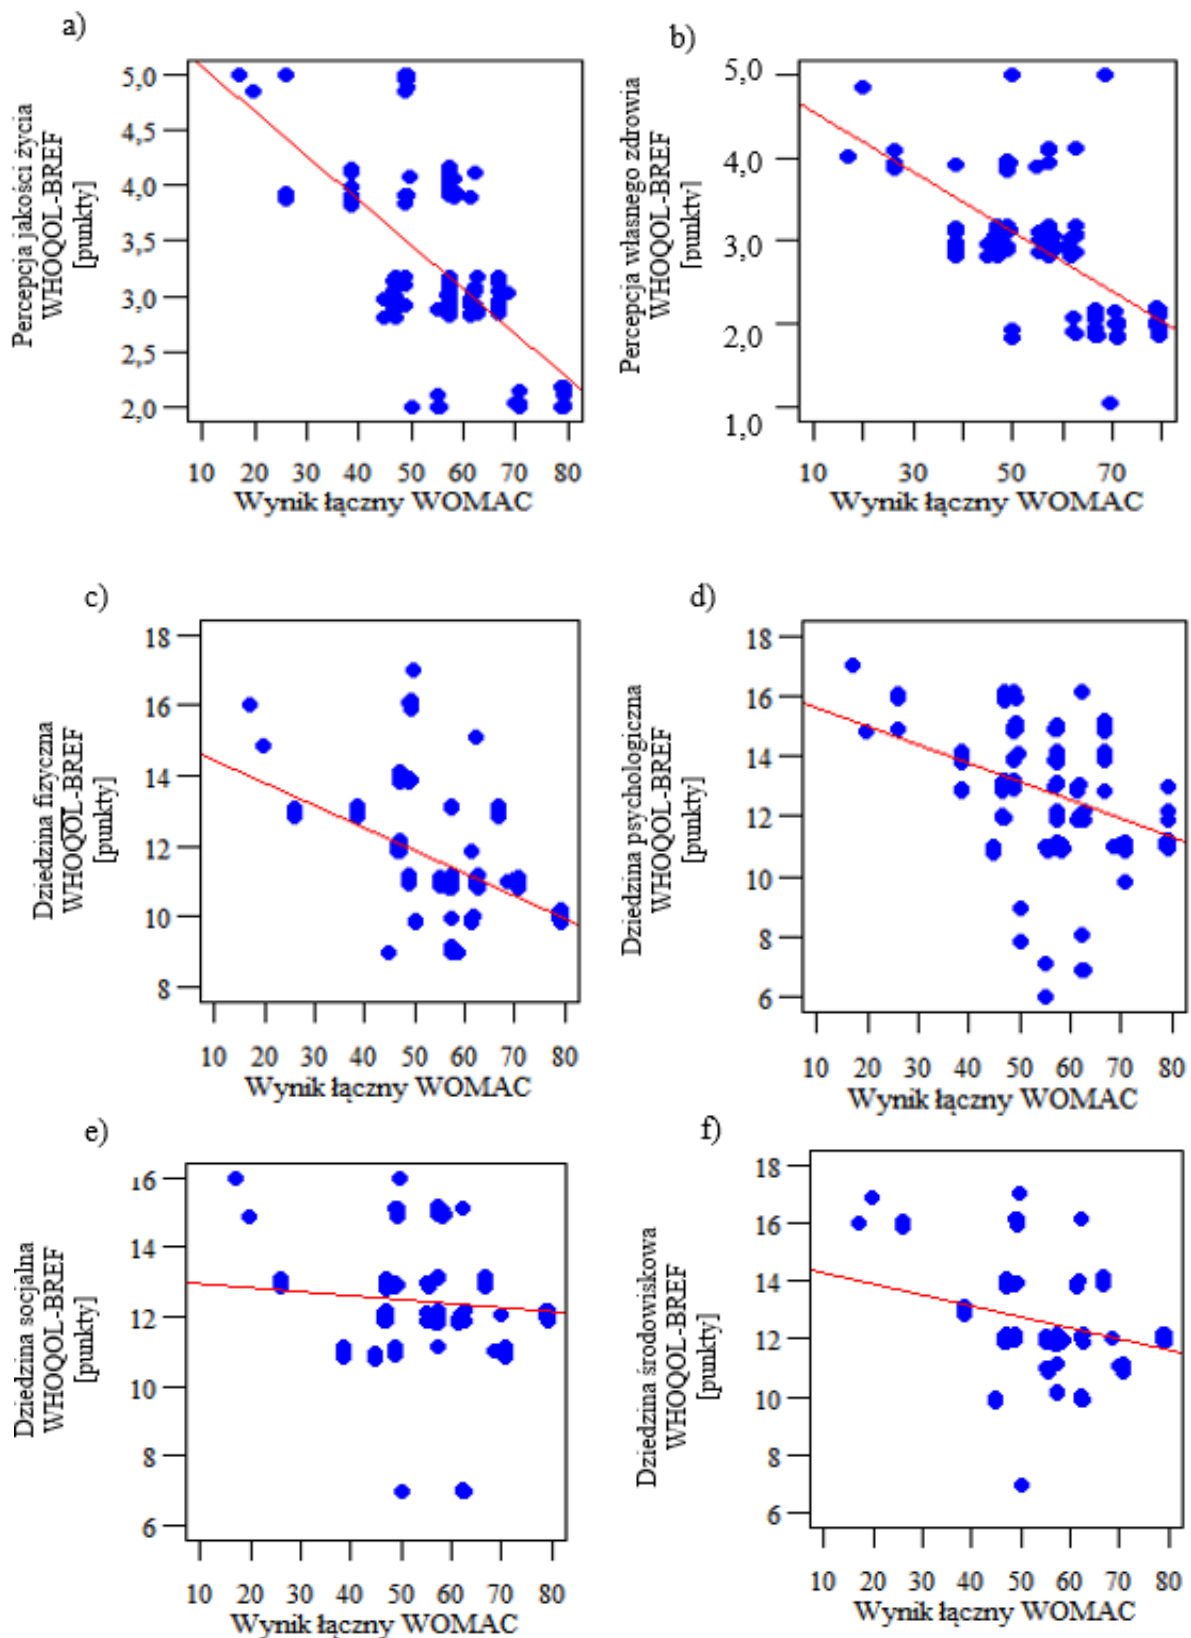 a)
Percepcja jakości życia
WHOQOL-BREF
[punkty]
5,0
4,5
4,0
3,5
3,0
2,5
2,0
10 20 30 40 50 60 70 80
Wynik łączny WOMAC
b)
Percepcja własnego zdrowia
WHOQOL-BREF
[punktv]
5,0
4,0
3,0
2,0
1,0
10 30 50 70
Wynik łączny WOMAC
c)
Dziedzina fizyczna
WHOQOL-BREF
[punkty]
18
16
14
12
10
8
10 20 30 40 50 60 70 80
Wynik łączny WOMAC
d)
Dziedzina psychologiczna
WHOQOL-BREF
[punkty]
18
16
14
12
10
8
6
10 20 30 40 50 60 70 80
Wynik łączny WOMAC
e)
Dziedzina socjalna
WHOQOL-BREF
[punkty]
16
14
12
10
8
6
10 20 30 40 50 60 70 80
Wynik łączny WOMAC
f)
Dziedzina środowiskowa
WHOQOL-BREF
[punkty]
18
16
14
12
10
8
6
10 20 30 40 50 60 70 80
Wynik łączny WOMAC